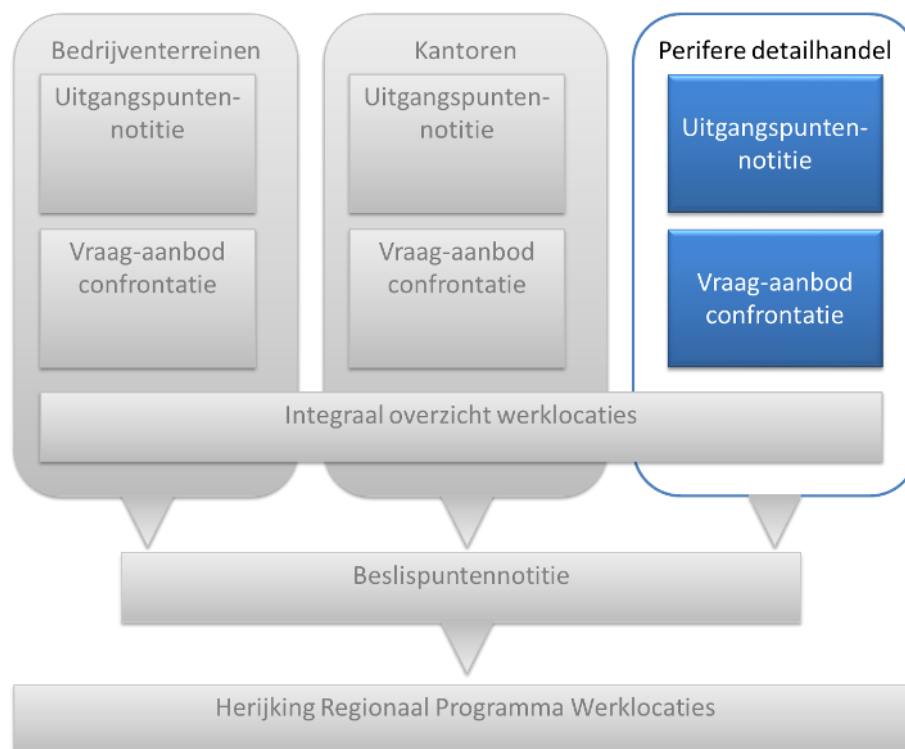 Bedrijventerreinen
Uitgangspunten-
notitie
Vraag-aanbod
confrontatie
Kantoren
Uitgangspunten-
notitie
Vraag-aanbod
confrontatie
Perifere detailhandel
Uitgangspunten-
notitie
Vraag-aanbod
confrontatie
Integraal overzicht werklocaties
Beslispuntennotitie
Herijking Regionaal Programma Werklocaties